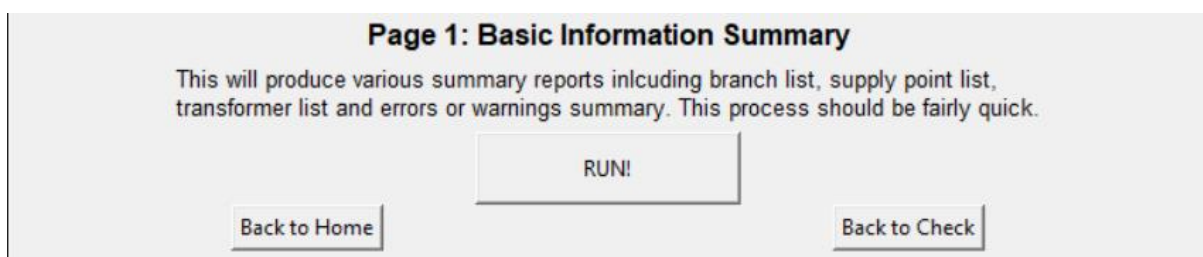 Page 1: Basic Information Summary
This will produce various summary reports inlcuding branch list, supply point list,
transformer list and errors or warnings summary. This process should be fairly quick.
RUN!
Back to Home
Back to Check